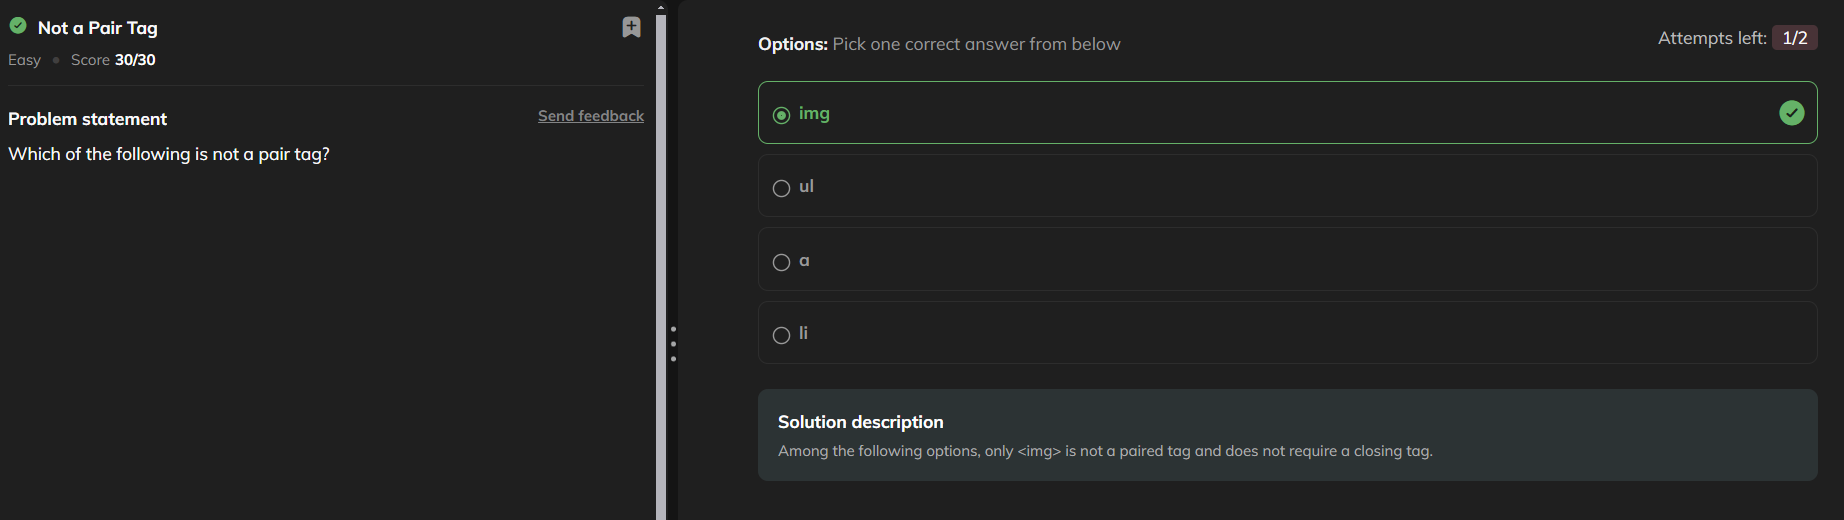 Not a Pair Tag
Easy • Score 30/30
Problem statement
Send feedback
Which of the following is not a pair tag?
Options: Pick one correct answer from below
Attempts left: 1/2
img
ul
a
li
Solution description
Among the following options, only <img> is not a paired tag and does not require a closing tag.